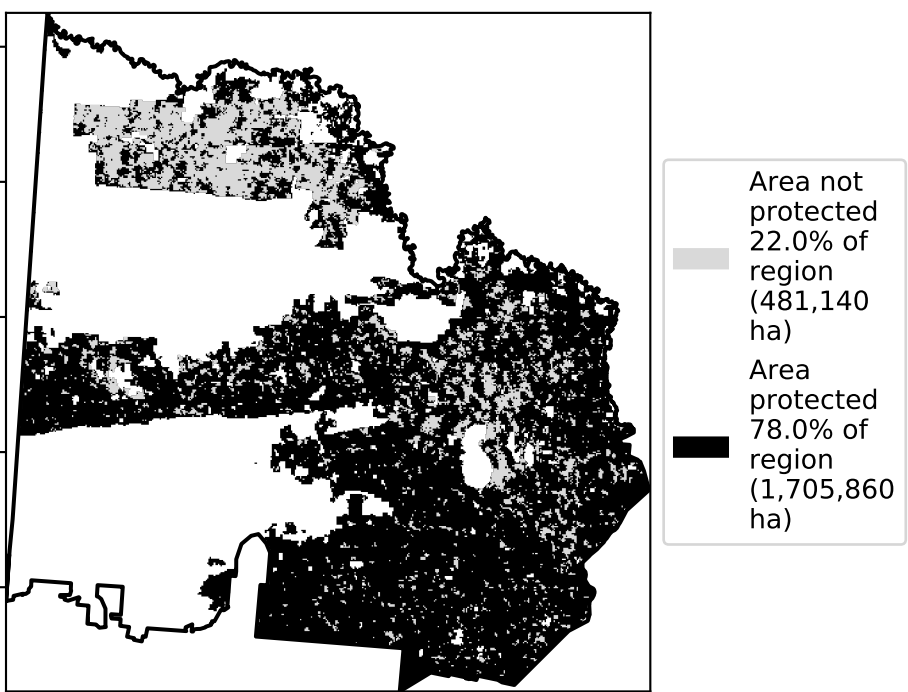 Area not
protected
22.0% of
region
(481,140
ha)
Area
protected
78.0% of
region
(1,705,860
ha)